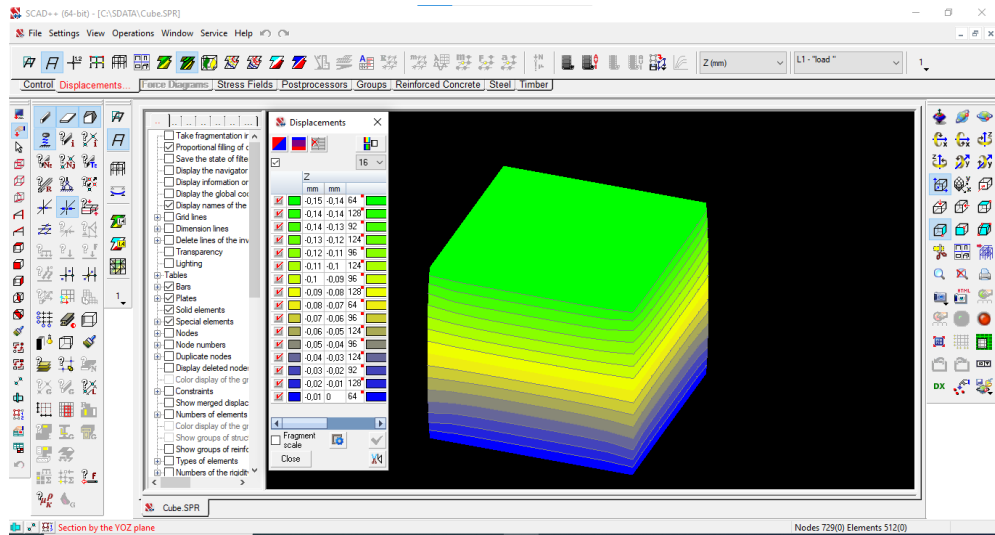 SCAD++ (64-bit) - [C:\SDATA\Cube.SPR]
File Settings View Operations Window Service Help
Z (mm)
L1 - "load"
1
Control Displacements... Force Diagrams Stress Fields Postprocessors Groups Reinforced Concrete Steel Timber
Take fragmentation ir
Proportional filling of c
Save the state of filte
Display the navigator
Display information or
Display the global coo
Display names of the
Grid lines
Dimension lines
Delete lines of the inv
Transparency
Lighting
Tables
Bars
Plates
Solid elements
Special elements
Nodes
Node numbers
Duplicate nodes
Display deleted node:
Color display of the gr
Constraints
Show merged displac
Numbers of elements
Color display of the gr
Show groups of struc
Show groups of reinfo
Types of elements
Numbers of the rigidit
Displacements
16
Z
mm mm
-0,15 -0,14 64
-0,14 -0,14 128
-0,14 -0,13 92
-0,13 -0,12 124
-0,12 -0,11 96
-0,11 -0,1 124
-0,1 -0,09 96
-0,09 -0,08 128
-0,08 -0,07 64
-0,07 -0,06 96
-0,06 -0,05 124
-0,05 -0,04 96
-0,04 -0,03 124
-0,03 -0,02 92
-0,02 -0,01 128
-0,01 0 64
Fragment
scale
Close
Cube.SPR
Section by the YOZ plane
Nodes 729(0) Elements 512(0)